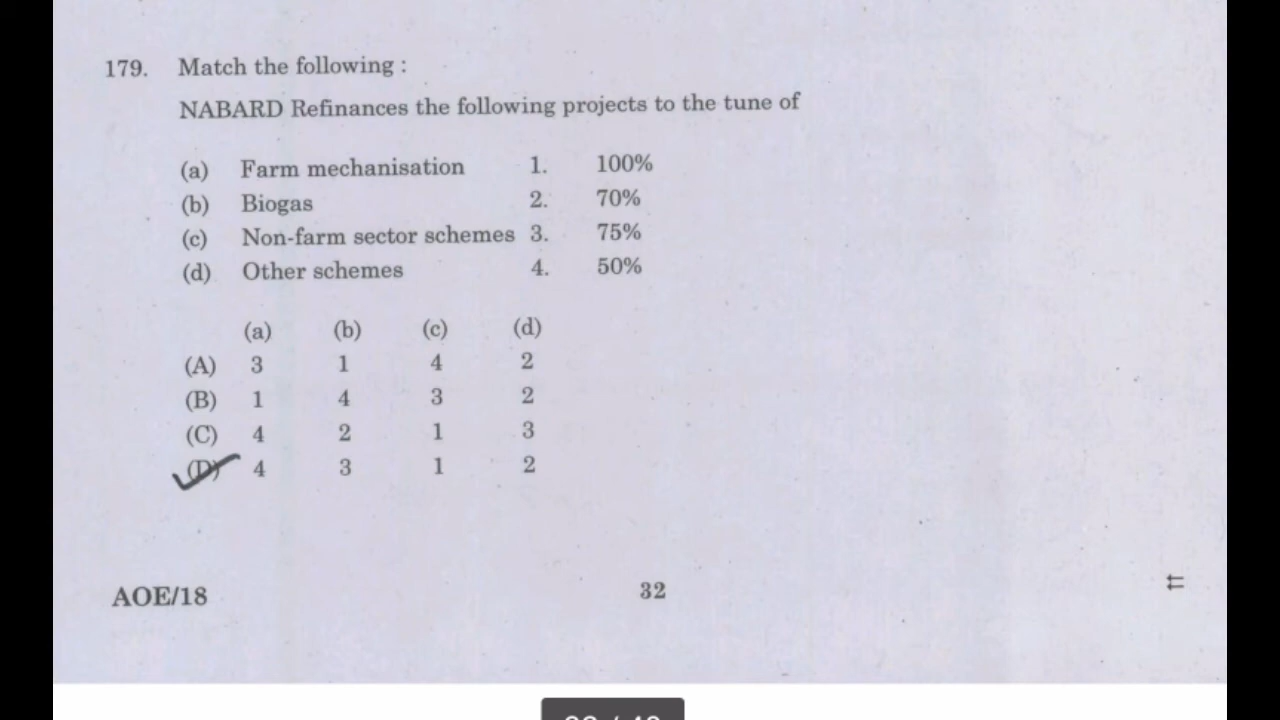 179. Match the following :
NABARD Refinances the following projects to the tune of
(a) Farm mechanisation 1. 100%
(b) Biogas 2. 70%
(c) Non-farm sector schemes 3. 75%
(d) Other schemes 4. 50%
(a) (b) (c) (d)
(A) 3 1 4 2
(B) 1 4 3 2
(C) 4 2 1 3
(D) 4 3 1 2
AOE/18 32